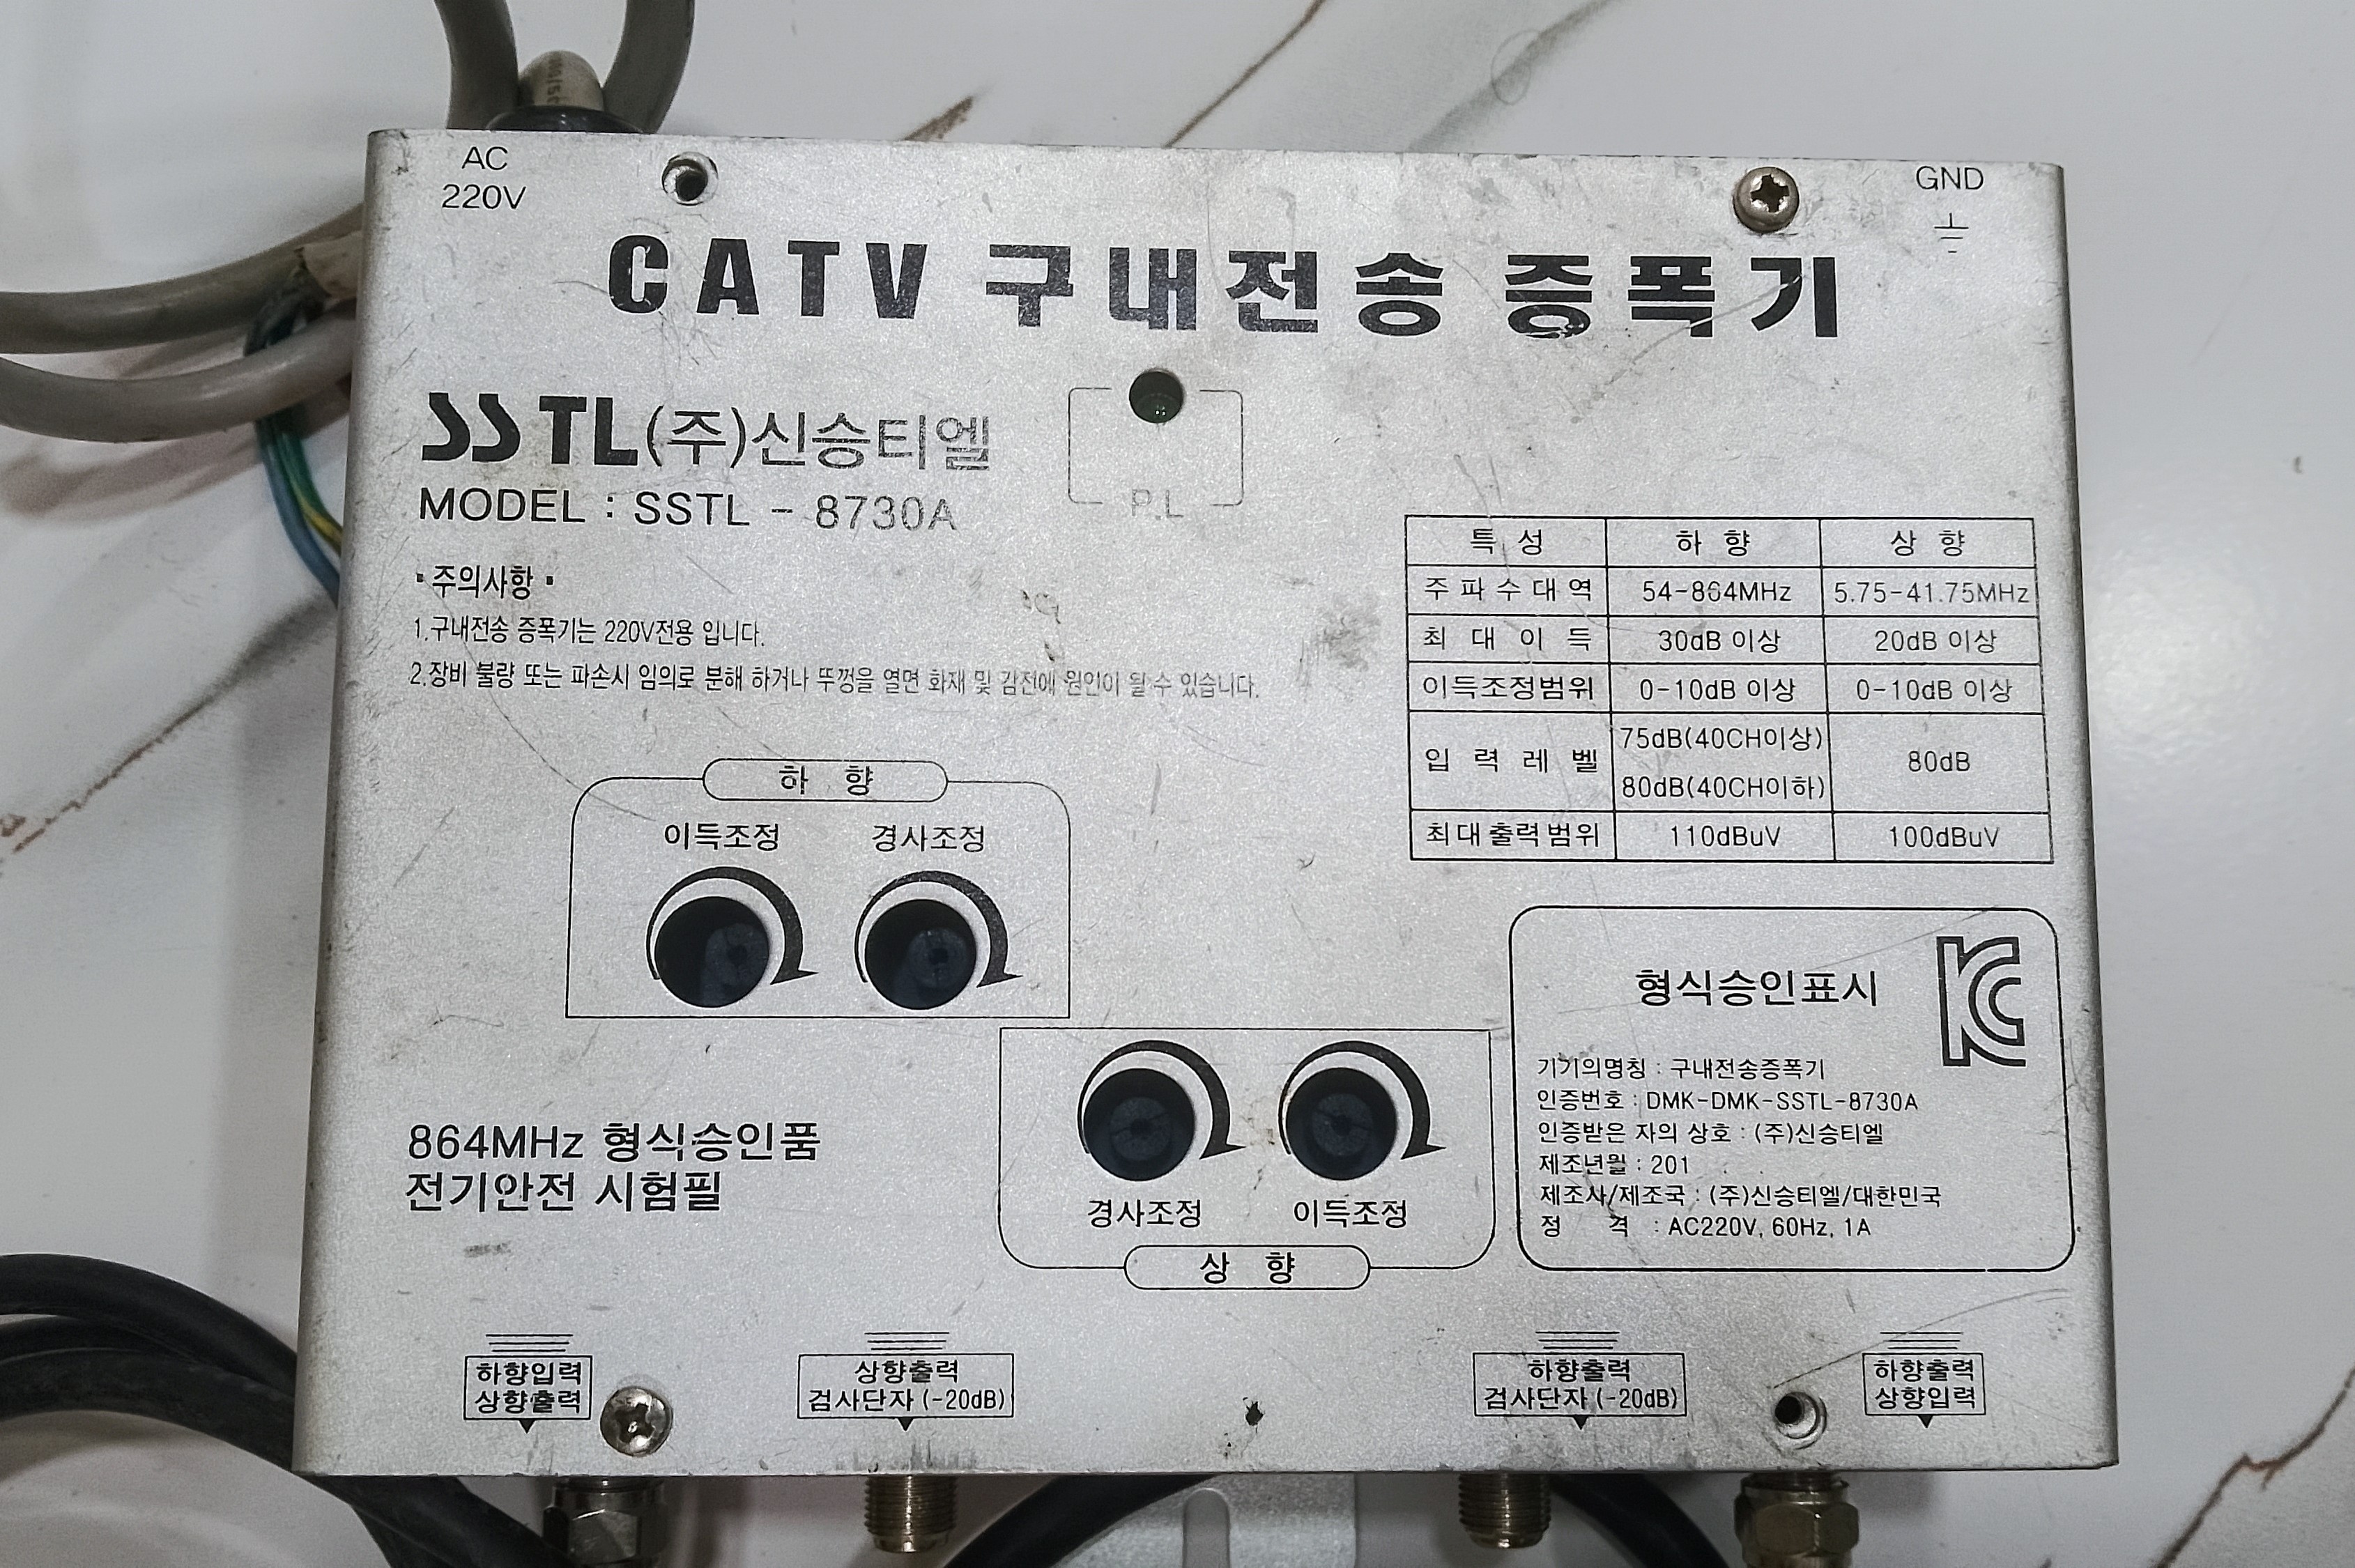 AC
220V
GND
CATV 구내전송 증폭기
SSTL(주)신승티엘
MODEL : SSTL - 8730A
P.L
▪주의사항▪
1.구내전송 증폭기는 220V전용 입니다.
2.장비 불량 또는 파손시 임의로 분해 하거나 뚜껑을 열면 화재 및 감전에 원인이 될수 있습니다.
특 성 하 향 상 향
주파수대역 54-864MHz 5.75-41.75MHz
최 대 이 득 30dB 이상 20dB 이상
이득조정범위 0-10dB 이상 0-10dB 이상
입 력 레 벨 75dB(40CH이상) 80dB
80dB(40CH이하)
최대출력범위 110dBuV 100dBuV
하 향
이득조정 경사조정
경사조정 이득조정
상 향
864MHz 형식승인품
전기안전 시험필
형식승인표시
기기의명칭 : 구내전송증폭기
인증번호 : DMK-DMK-SSTL-8730A
인증받은 자의 상호 : (주)신승티엘
제조년월 : 201
제조사/제조국 : (주)신승티엘/대한민국
정 격 : AC220V, 60Hz, 1A
하향입력
상향출력
상향출력
검사단자(-20dB)
하향출력
검사단자(-20dB)
하향출력
상향입력